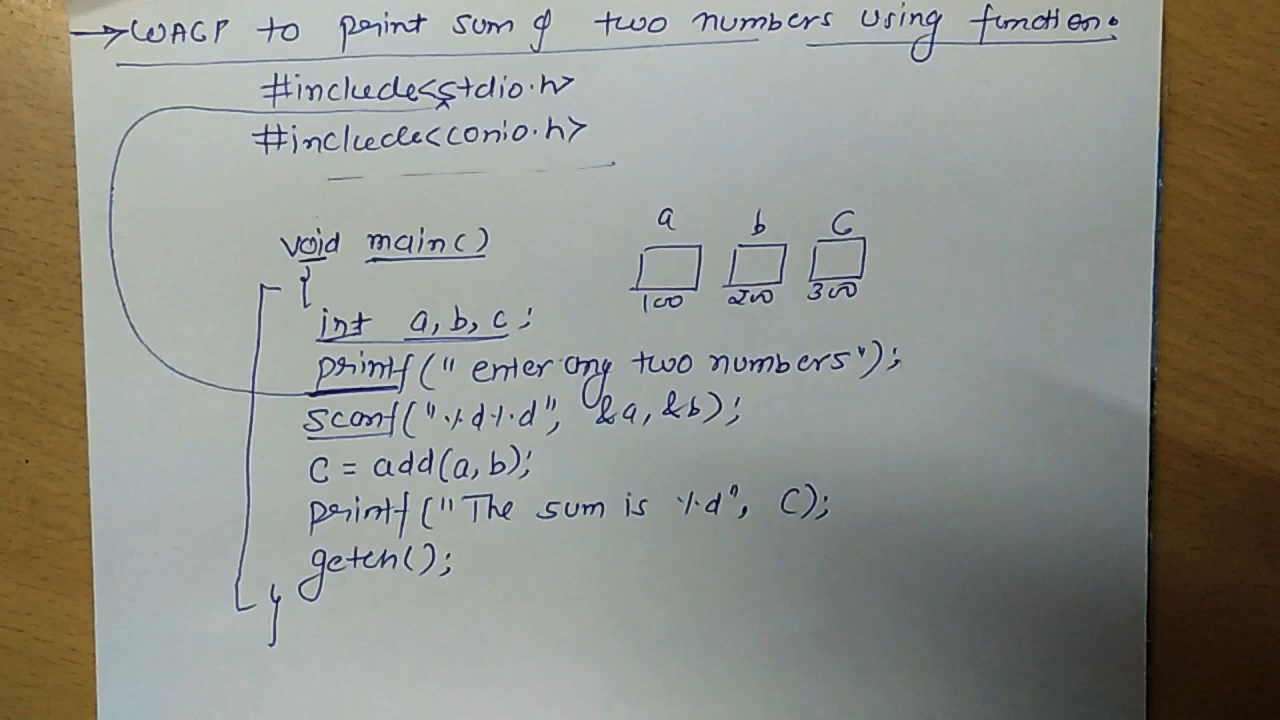 →WACP to print sum of two numbers using function:
#include<stdio.h>
#include<conio.h>
void main()
{
a b C
100 200 300
int a, b, c;
printf("enter any two numbers");
scanf("%d%d", &a, &b);
C = add(a, b);
printf("The sum is %d", C);
getch();
}